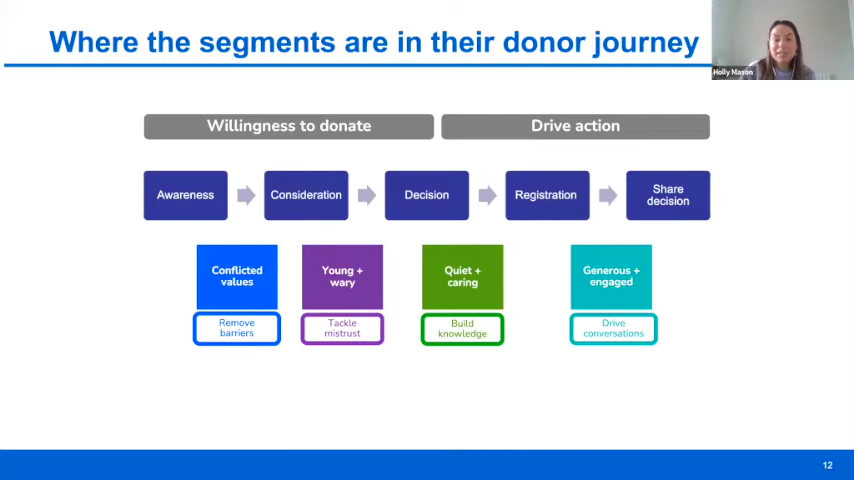 Where the segments are in their donor journey
Holly Mason
Willingness to donate
Drive action
Awareness
Consideration
Decision
Registration
Share
decision
Conflicted
values
Young +
wary
Quiet +
caring
Generous +
engaged
Remove
barriers
Tackle
mistrust
Build
knowledge
Drive
conversations
12